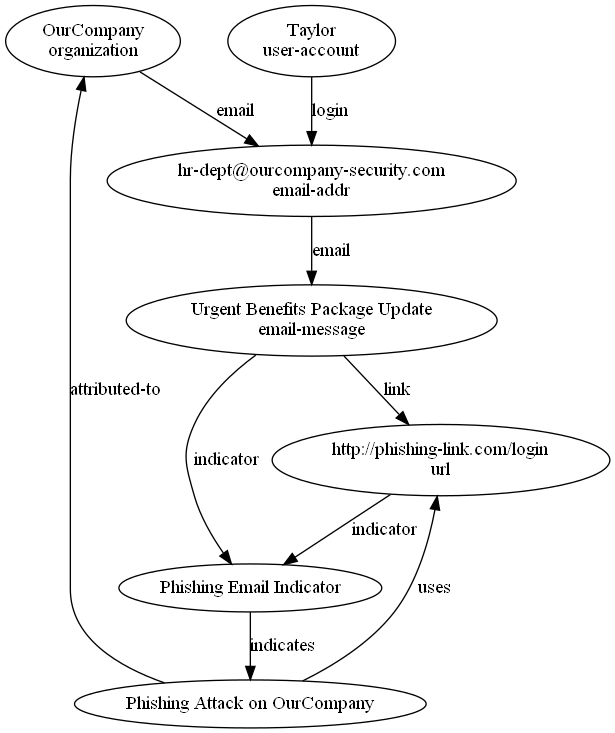 OurCompany
organization
Taylor
user-account
email
login
hr-dept@ourcompany-security.com
email-addr
email
Urgent Benefits Package Update
email-message
attributed-to
link
http://phishing-link.com/login
url
indicator
indicator
Phishing Email Indicator
uses
indicates
Phishing Attack on OurCompany